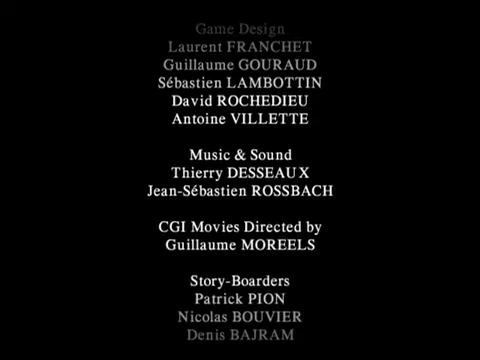 Game Design
Laurent FRANCHET
Guillaume GOURAUD
Sébastien LAMBOTTIN
David ROCHEDIEU
Antoine VILLETTE
Music & Sound
Thierry DESSEAUX
Jean-Sébastien ROSSBACH
CGI Movies Directed by
Guillaume MOREELS
Story-Boarders
Patrick PION
Nicolas BOUVIER
Denis BAJRAM